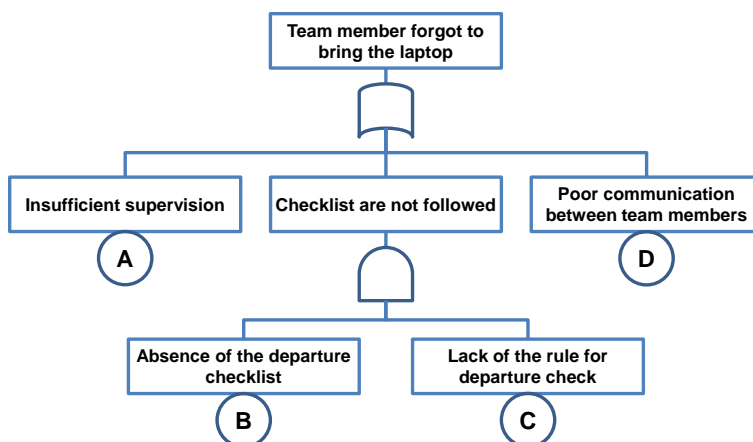 Team member forgot to
bring the laptop
Insufficient supervision
Checklist are not followed
Poor communication
between team members
A
D
Absence of the departure
checklist
Lack of the rule for
departure check
B
C